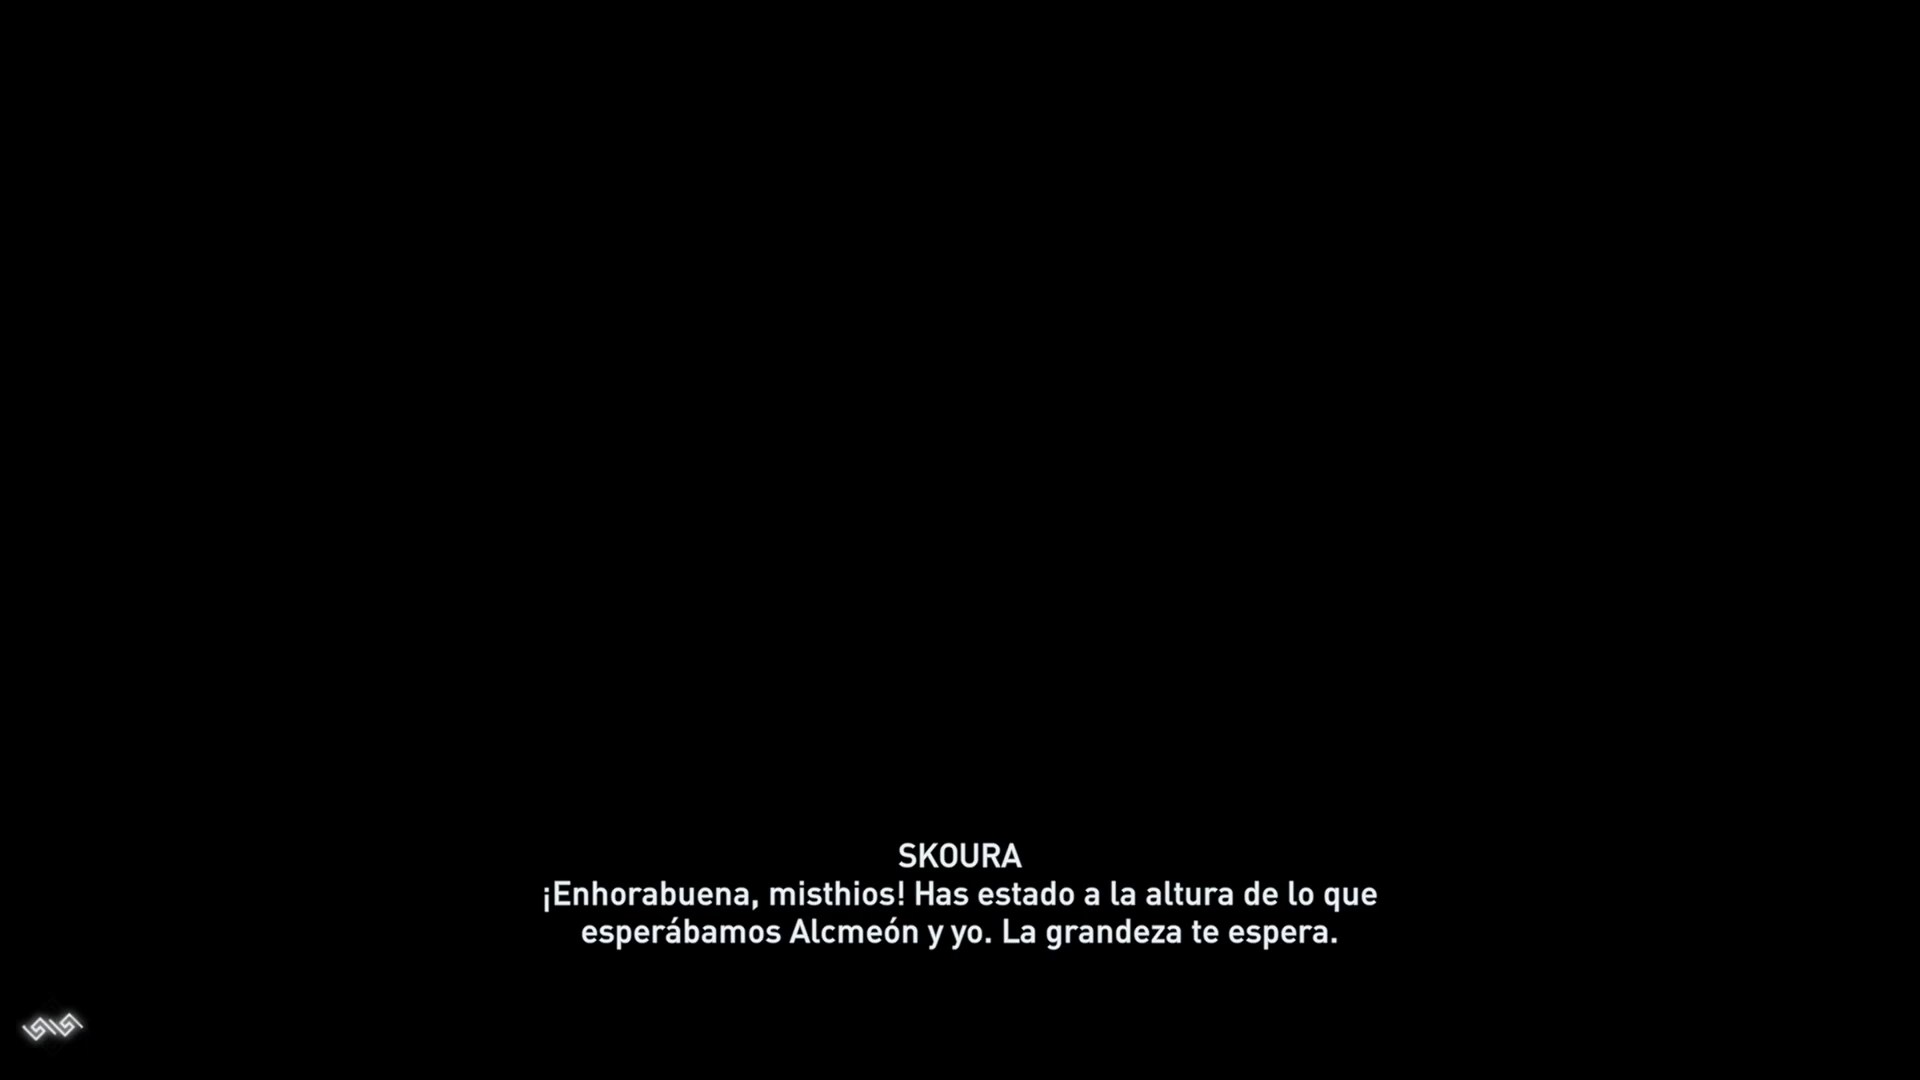 SKOURA
¡Enhorabuena, misthios! Has estado a la altura de lo que
esperábamos Alcmeón y yo. La grandeza te espera.